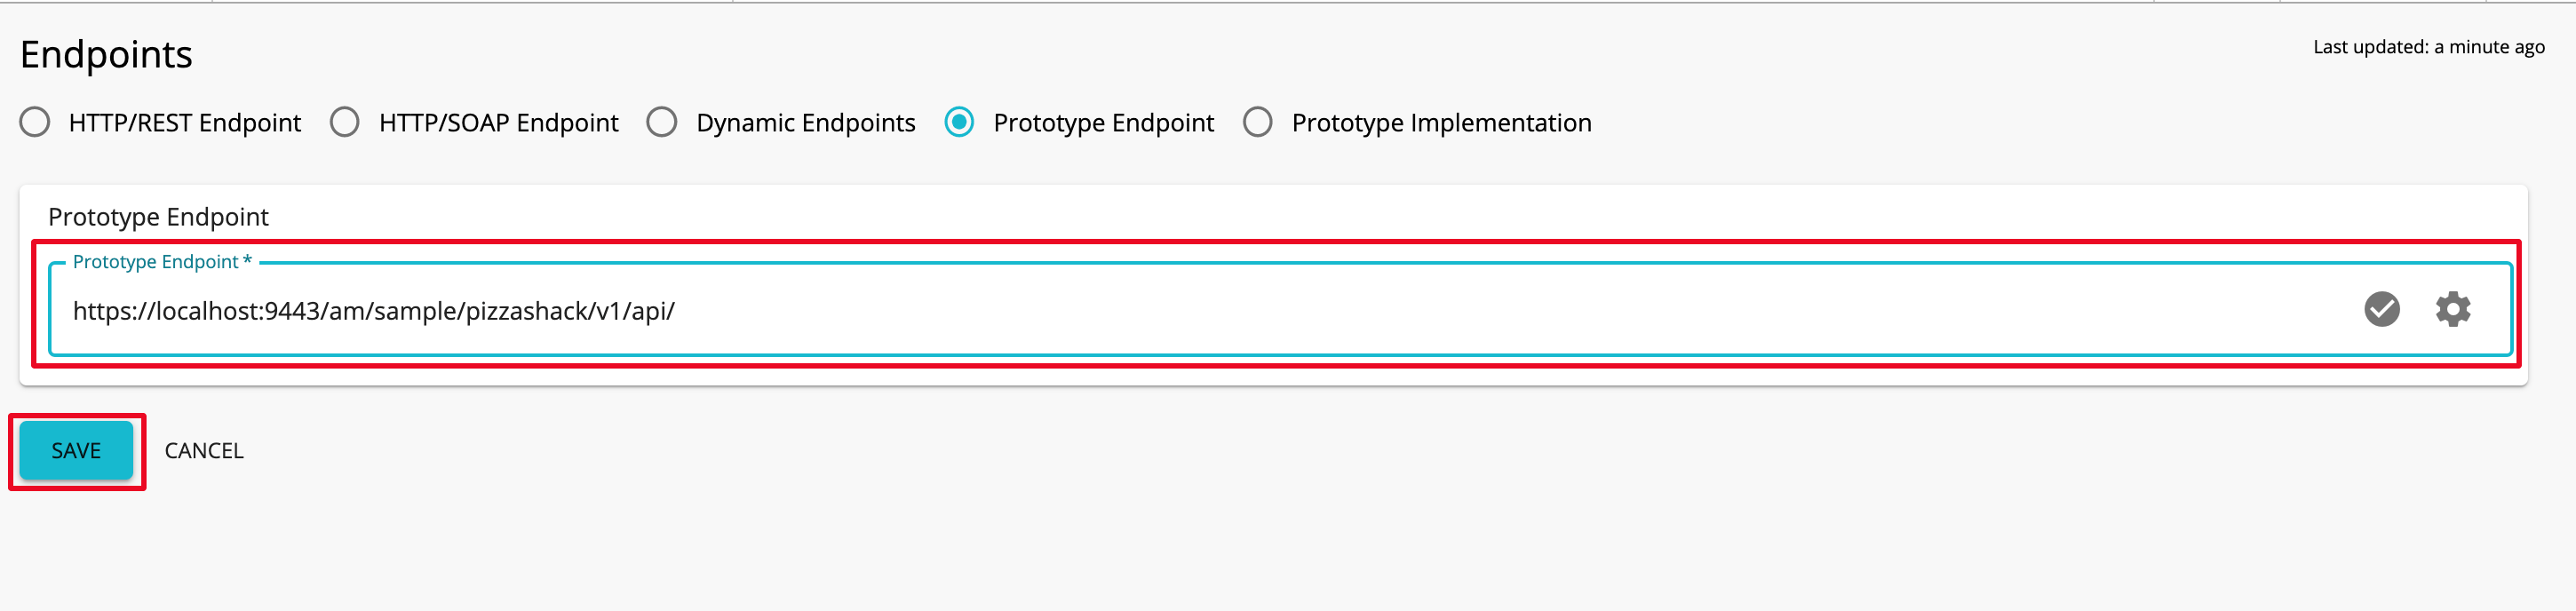 Endpoints
Last updated: a minute ago
HTTP/REST Endpoint HTTP/SOAP Endpoint Dynamic Endpoints Prototype Endpoint Prototype Implementation
Prototype Endpoint
Prototype Endpoint *
https://localhost:9443/am/sample/pizzashack/v1/api/
SAVE CANCEL